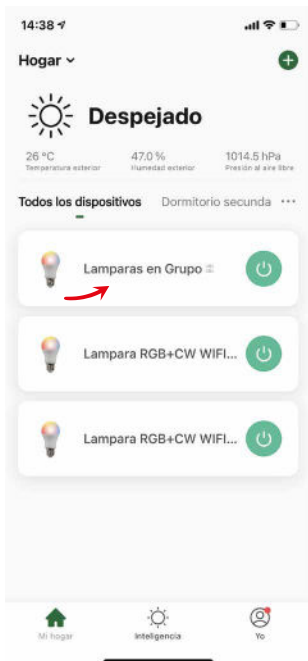 14:38
Hogar
Despejado
26 °C 47.0 % 1014.5 hPa
Temperatura exterior Humedad exterior Presión al aire libre
Todos los dispositivos Dormitorio secunda ...
Lamparas en Grupo
Lampara RGB+CW WIFI...
Lampara RGB+CW WIFI...
Mi hogar Inteligencia Yo